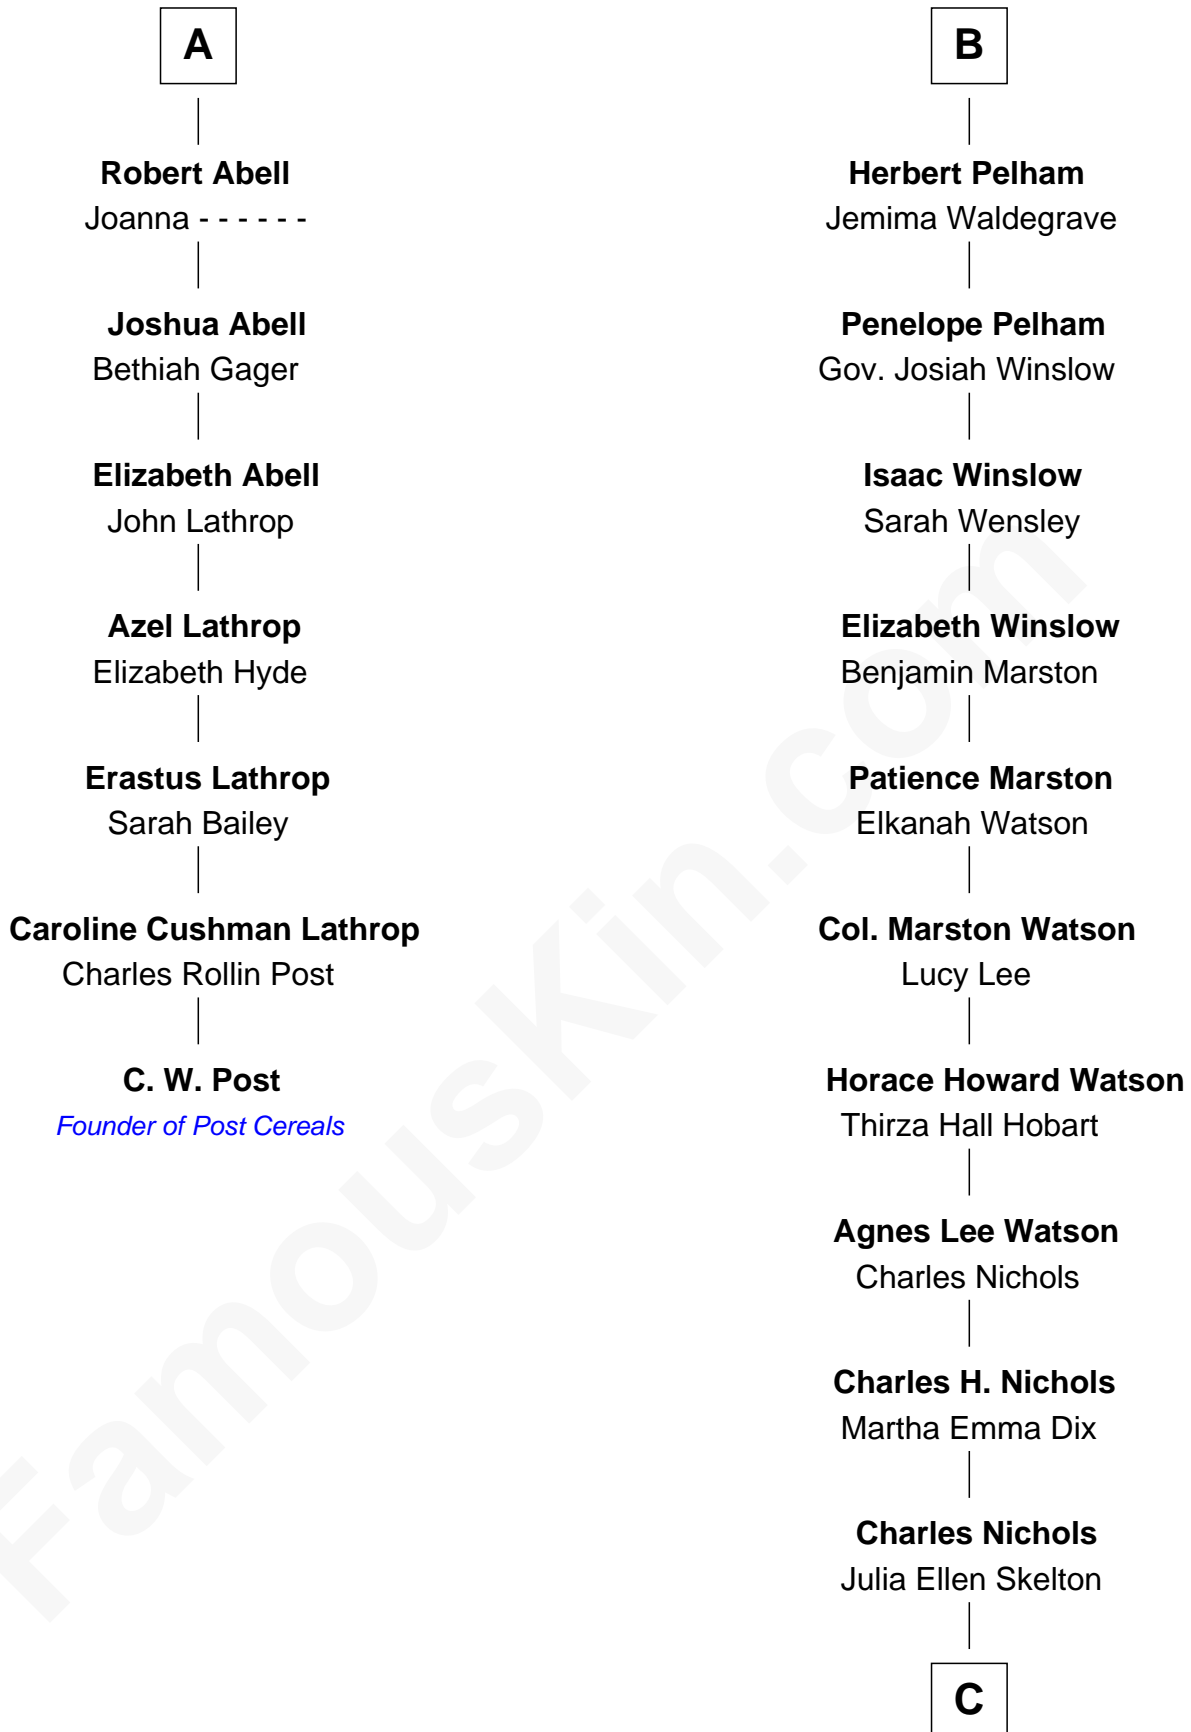 A
Robert Abell
Joanna - - - - - -
Joshua Abell
Bethiah Gager
Elizabeth Abell
John Lathrop
Azel Lathrop
Elizabeth Hyde
Erastus Lathrop
Sarah Bailey
Caroline Cushman Lathrop
Charles Rollin Post
C. W. Post
Founder of Post Cereals
B
Herbert Pelham
Jemima Waldegrave
Penelope Pelham
Gov. Josiah Winslow
Isaac Winslow
Sarah Wensley
Elizabeth Winslow
Benjamin Marston
Patience Marston
Elkanah Watson
Col. Marston Watson
Lucy Lee
Horace Howard Watson
Thirza Hall Hobart
Agnes Lee Watson
Charles Nichols
Charles H. Nichols
Martha Emma Dix
Charles Nichols
Julia Ellen Skelton
C
FamousKin.com